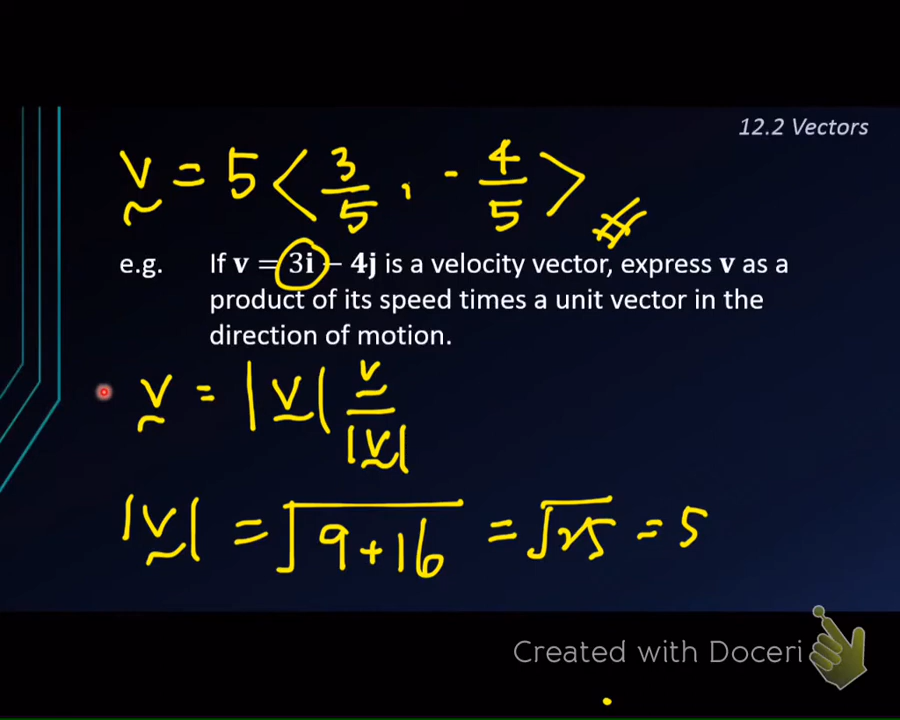 12.2 Vectors
v = 5 < 3/5 , - 4/5 > #
e.g. If v = 3i – 4j is a velocity vector, express v as a
product of its speed times a unit vector in the
direction of motion.
v = |v| v/|v|
|v| = √9+16 = √25 = 5
Created with Doceri